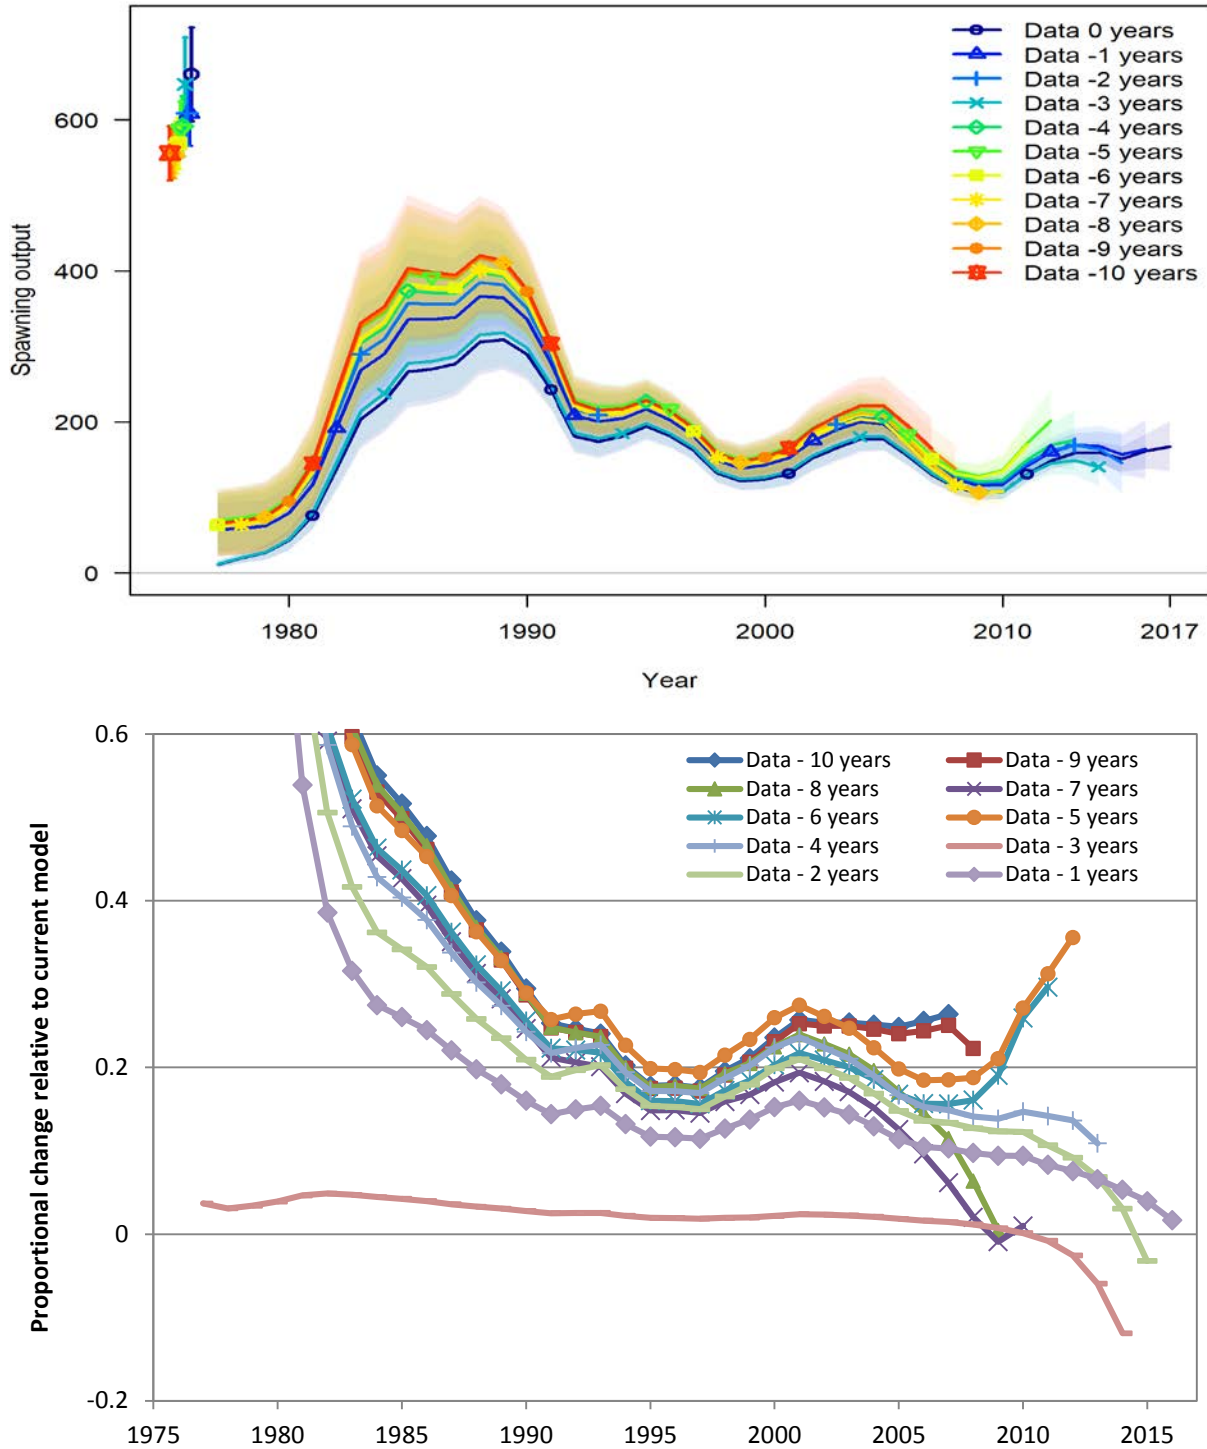 Data 0 years
Data -1 years
Data -2 years
Data -3 years
Data -4 years
Data -5 years
Data -6 years
Data -7 years
Data -8 years
Data -9 years
Data -10 years
Spawning output
600
400
200
0
1980 1990 2000 2010 2017
Year
Proportional change relative to current model
0.6
0.4
0.2
0
-0.2
Data - 10 years Data - 9 years
Data - 8 years Data - 7 years
Data - 6 years Data - 5 years
Data - 4 years Data - 3 years
Data - 2 years Data - 1 years
1975 1980 1985 1990 1995 2000 2005 2010 2015